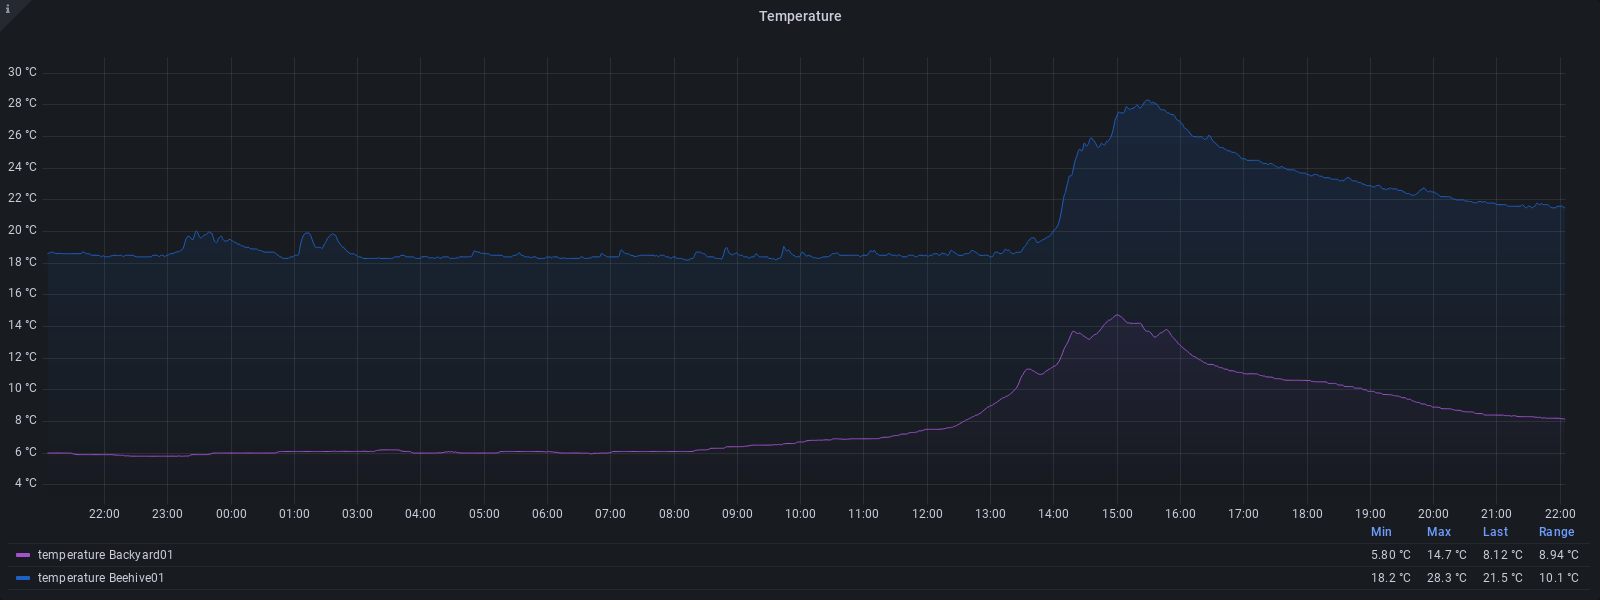 i
Temperature
30 °C
28 °C
26 °C
24 °C
22 °C
20 °C
18 °C
16 °C
14 °C
12 °C
10 °C
8 °C
6 °C
4 °C
22:00 23:00 00:00 01:00 03:00 04:00 05:00 06:00 07:00 08:00 09:00 10:00 11:00 12:00 13:00 14:00 15:00 16:00 17:00 18:00 19:00 20:00 21:00 22:00
Min Max Last Range
temperature Backyard01 5.80 °C 14.7 °C 8.12 °C 8.94 °C
temperature Beehive01 18.2 °C 28.3 °C 21.5 °C 10.1 °C